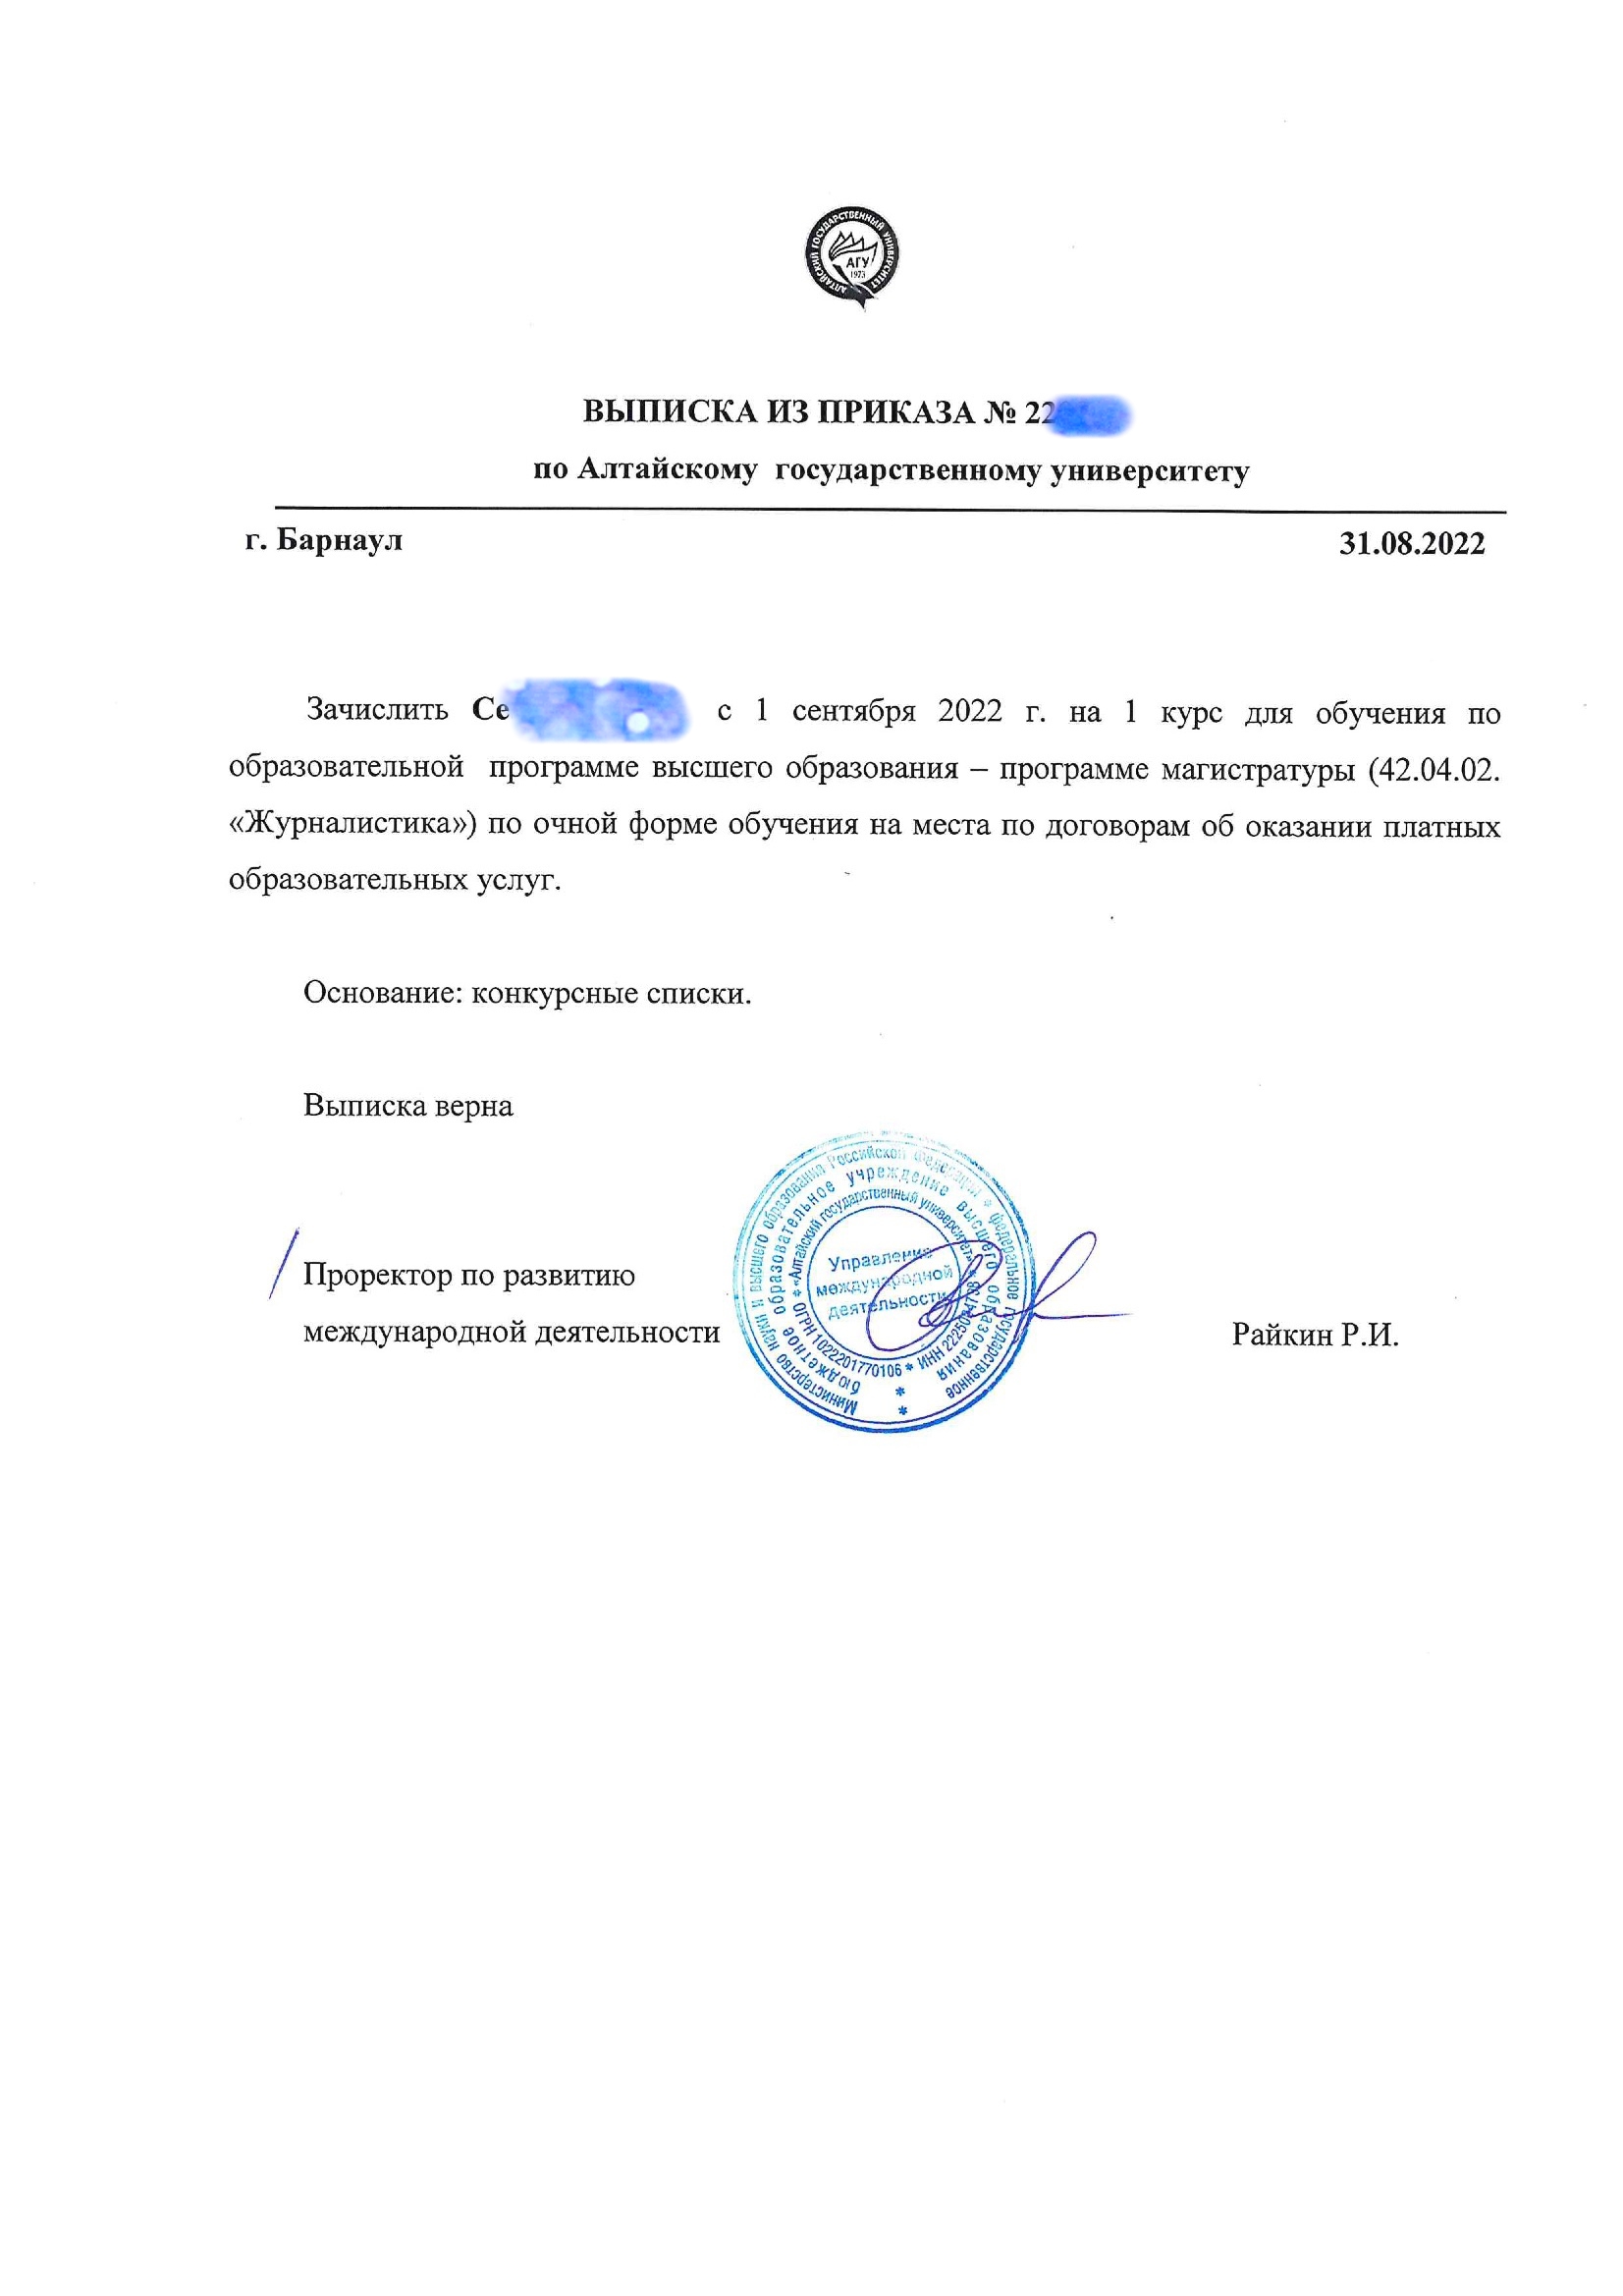 АЛТАЙСКИЙ ГОСУДАРСТВЕННЫЙ УНИВЕРСИТЕТ
АГУ
1973
ВЫПИСКА ИЗ ПРИКАЗА № 22
по Алтайскому государственному университету
г. Барнаул 31.08.2022
Зачислить Се с 1 сентября 2022 г. на 1 курс для обучения по
образовательной программе высшего образования – программе магистратуры (42.04.02.
«Журналистика») по очной форме обучения на места по договорам об оказании платных
образовательных услуг.
Основание: конкурсные списки.
Выписка верна
Проректор по развитию
международной деятельности Райкин Р.И.
Министерство науки и высшего образования Российской Федерации * федеральное государственное
бюджетное образовательное учреждение высшего образования
«Алтайский государственный университет»
ОГРН 1022201770106 * ИНН
Управление
международной
деятельности